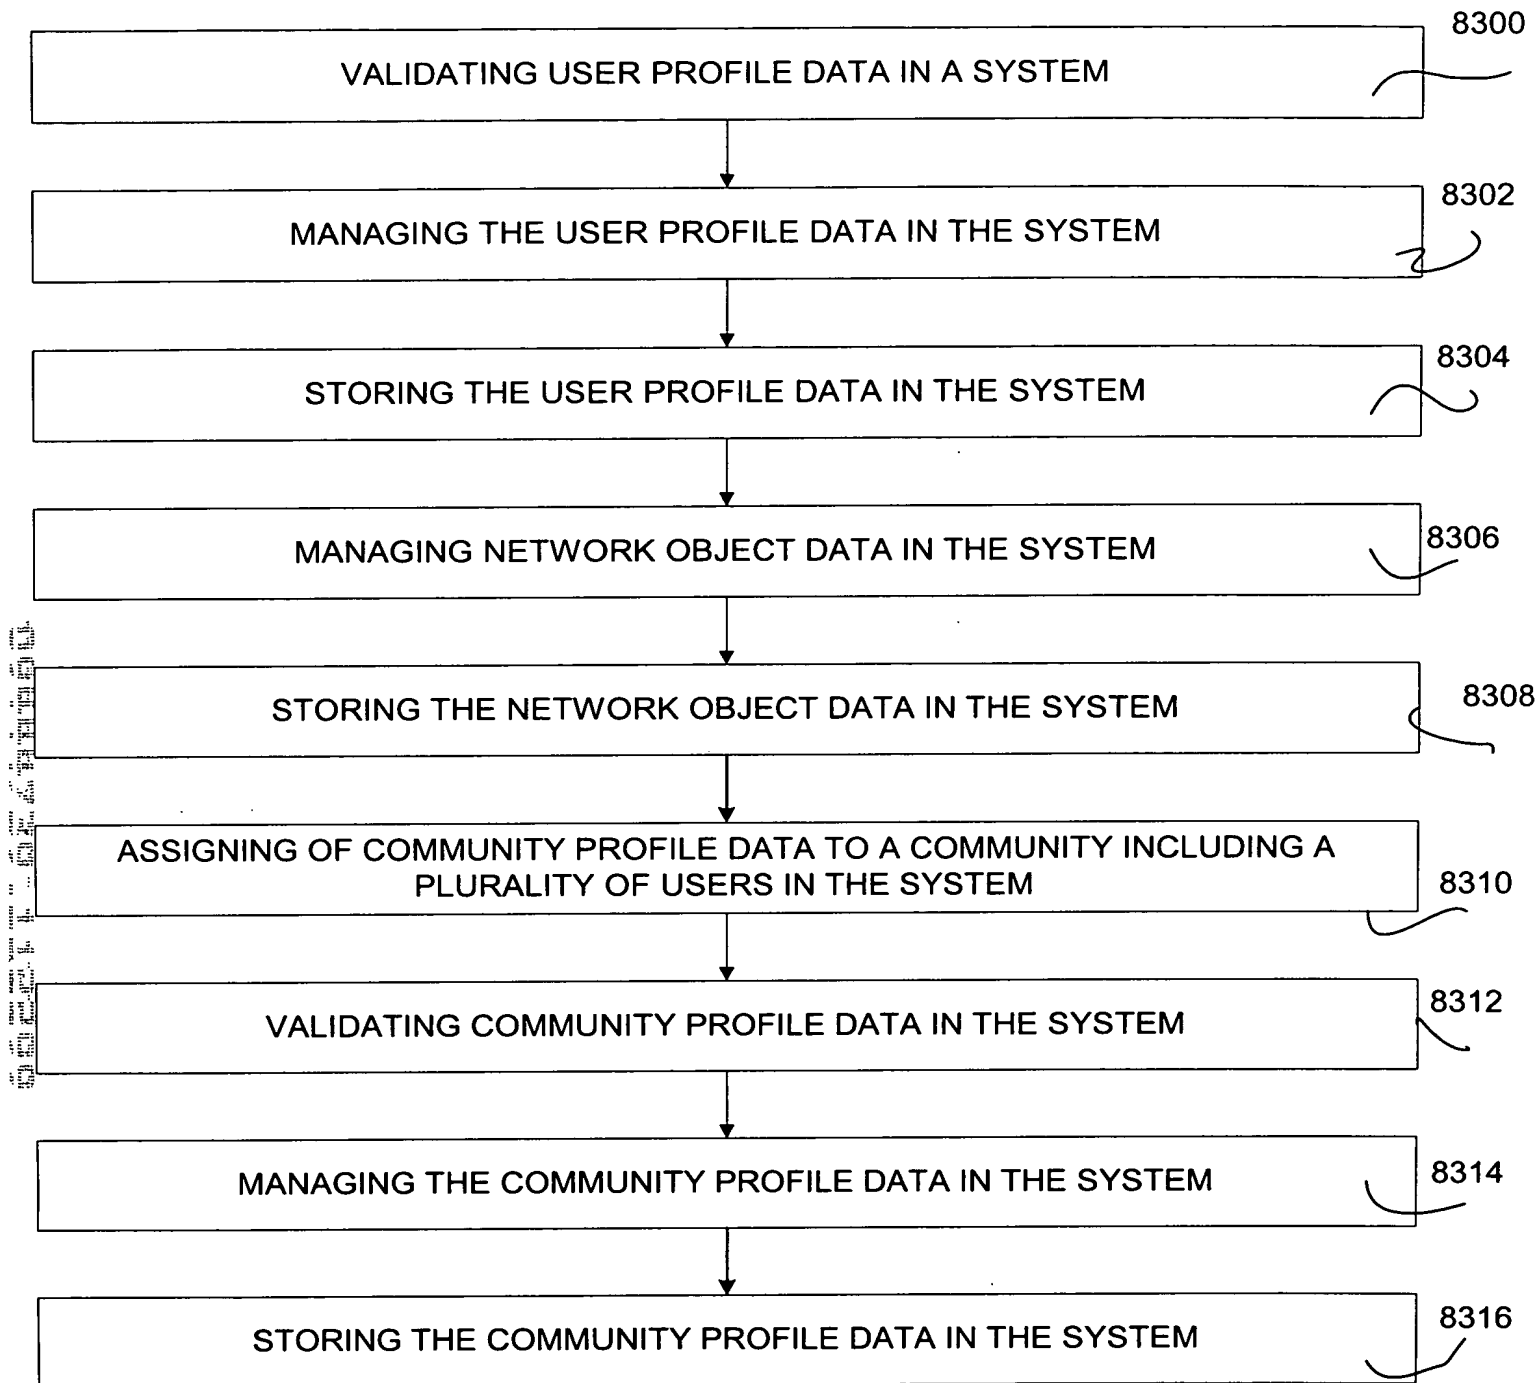 8300
VALIDATING USER PROFILE DATA IN A SYSTEM
8302
MANAGING THE USER PROFILE DATA IN THE SYSTEM
8304
STORING THE USER PROFILE DATA IN THE SYSTEM
8306
MANAGING NETWORK OBJECT DATA IN THE SYSTEM
8308
STORING THE NETWORK OBJECT DATA IN THE SYSTEM
ASSIGNING OF COMMUNITY PROFILE DATA TO A COMMUNITY INCLUDING A
PLURALITY OF USERS IN THE SYSTEM
8310
8312
VALIDATING COMMUNITY PROFILE DATA IN THE SYSTEM
8314
MANAGING THE COMMUNITY PROFILE DATA IN THE SYSTEM
8316
STORING THE COMMUNITY PROFILE DATA IN THE SYSTEM